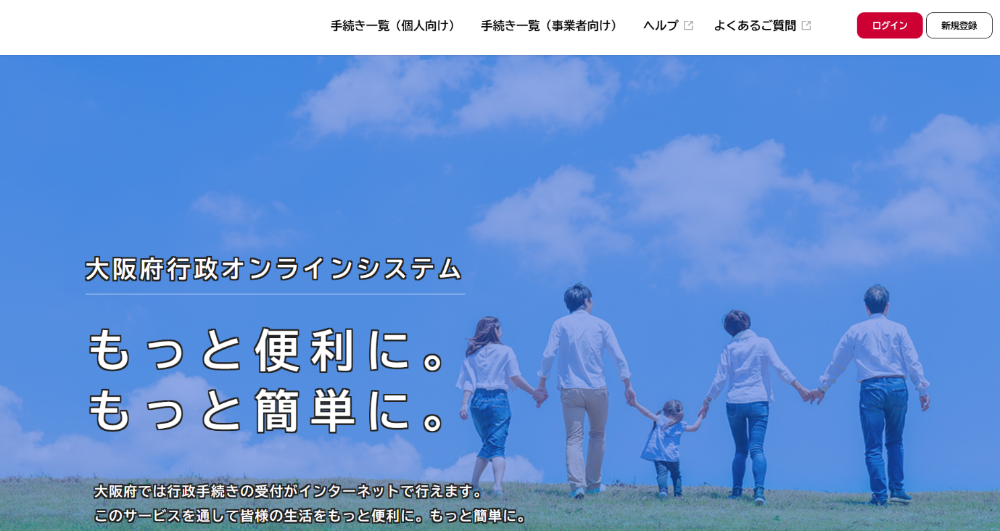 手続き一覧（個人向け） 手続き一覧（事業者向け） ヘルプ よくあるご質問 ログイン 新規登録
大阪府行政オンラインシステム
もっと便利に。
もっと簡単に。
大阪府では行政手続きの受付がインターネットで行えます。
このサービスを通して皆様の生活をもっと便利に。もっと簡単に。